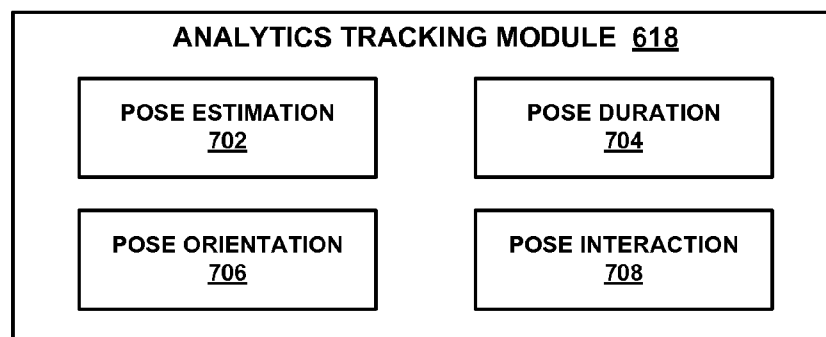 ANALYTICS TRACKING MODULE 618
POSE ESTIMATION
702
POSE DURATION
704
POSE ORIENTATION
706
POSE INTERACTION
708